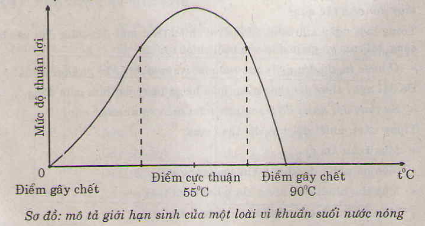 Mức độ thuận lợi
t°C
Điểm gây chết
Điểm cực thuận
55°C
Điểm gây chết
90°C
Sơ đồ: mô tả giới hạn sinh của một loài vi khuẩn suối nước nóng